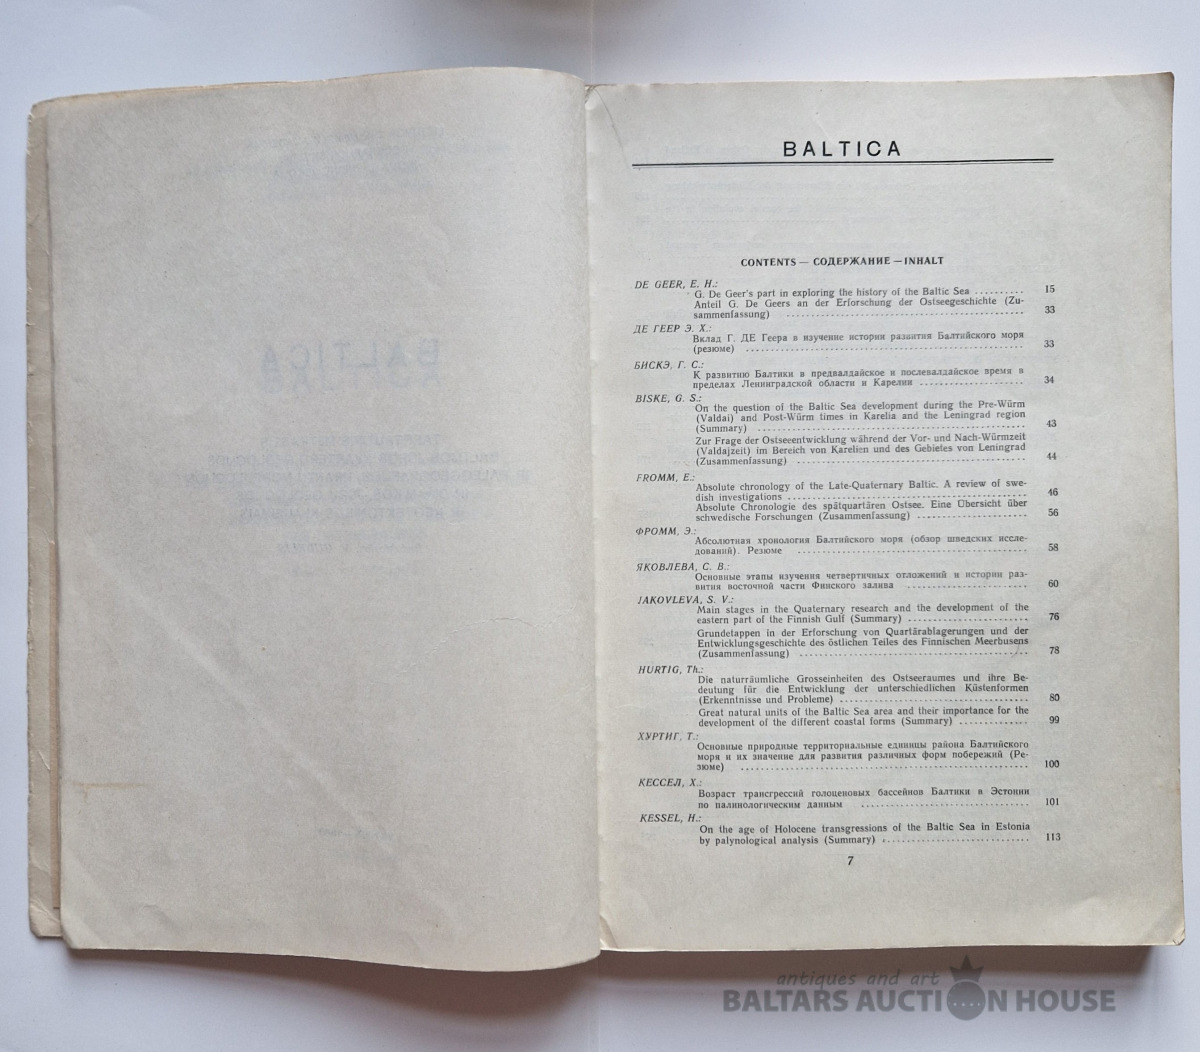 BALTICA
CONTENTS — СОДЕРЖАНИЕ — INHALT
DE GEER, E. H.:
G. De Geer's part in exploring the history of the Baltic Sea .......... 15
Anteil G. De Geers an der Erforschung der Ostseegeschichte (Zu-
sammenfassung) .......... 33
ДЕ ГЕЕР Э. Х.:
Вклад Г. ДЕ Геера в изучение истории развития Балтийского моря
(резюме) .......... 33
БИСКЭ, Г. С.:
К развитию Балтики в предвалдайское и послевалдайское время в
пределах Ленинградской области и Карелии .......... 34
BISKE, G. S.:
On the question of the Baltic Sea development during the Pre-Würm
(Valdai) and Post-Würm times in Karelia and the Leningrad region
(Summary) .......... 43
Zur Frage der Ostseeentwicklung während der Vor- und Nach-Würmzeit
(Valdajzeit) im Bereich von Karelien und des Gebietes von Leningrad
(Zusammenfassung) .......... 44
FROMM, E.:
Absolute chronology of the Late-Quaternary Baltic. A review of swe-
dish investigations .......... 46
Absolute Chronologie des spätquartären Ostsee. Eine Übersicht über
schwedische Forschungen (Zusammenfassung) .......... 56
ФРОММ, Э.:
Абсолютная хронология Балтийского моря (обзор шведских иссле-
дований). Резюме .......... 58
ЯКОВЛЕВА, С. В.:
Основные этапы изучения четвертичных отложений и истории раз-
вития восточной части Финского залива .......... 60
JAKOVLEVA, S. V.:
Main stages in the Quaternary research and the development of the
eastern part of the Finnish Gulf (Summary) .......... 76
Grundetappen in der Erforschung von Quartärablagerungen und der
Entwicklungsgeschichte des östlichen Teiles des Finnischen Meerbusens
(Zusammenfassung) .......... 78
HURTIG, Th.:
Die naturräumliche Grosseinheiten des Ostseeraumes und ihre Be-
deutung für die Entwicklung der unterschiedlichen Küstenformen
(Erkenntnisse und Probleme) .......... 80
Great natural units of the Baltic Sea area and their importance for the
development of the different coastal forms (Summary) .......... 99
ХУРТИГ, Т.:
Основные природные территориальные единицы района Балтийского
моря и их значение для развития различных форм побережий (Ре-
зюме) .......... 100
КЕССЕЛ, Х.:
Возраст трансгрессий голоценовых бассейнов Балтики в Эстонии
по палинологическим данным .......... 101
KESSEL, H.:
On the age of Holocene transgressions of the Baltic Sea in Estonia
by palynological analysis (Summary) .......... 113
7
antiques and art
BALTARS AUCTION HOUSE